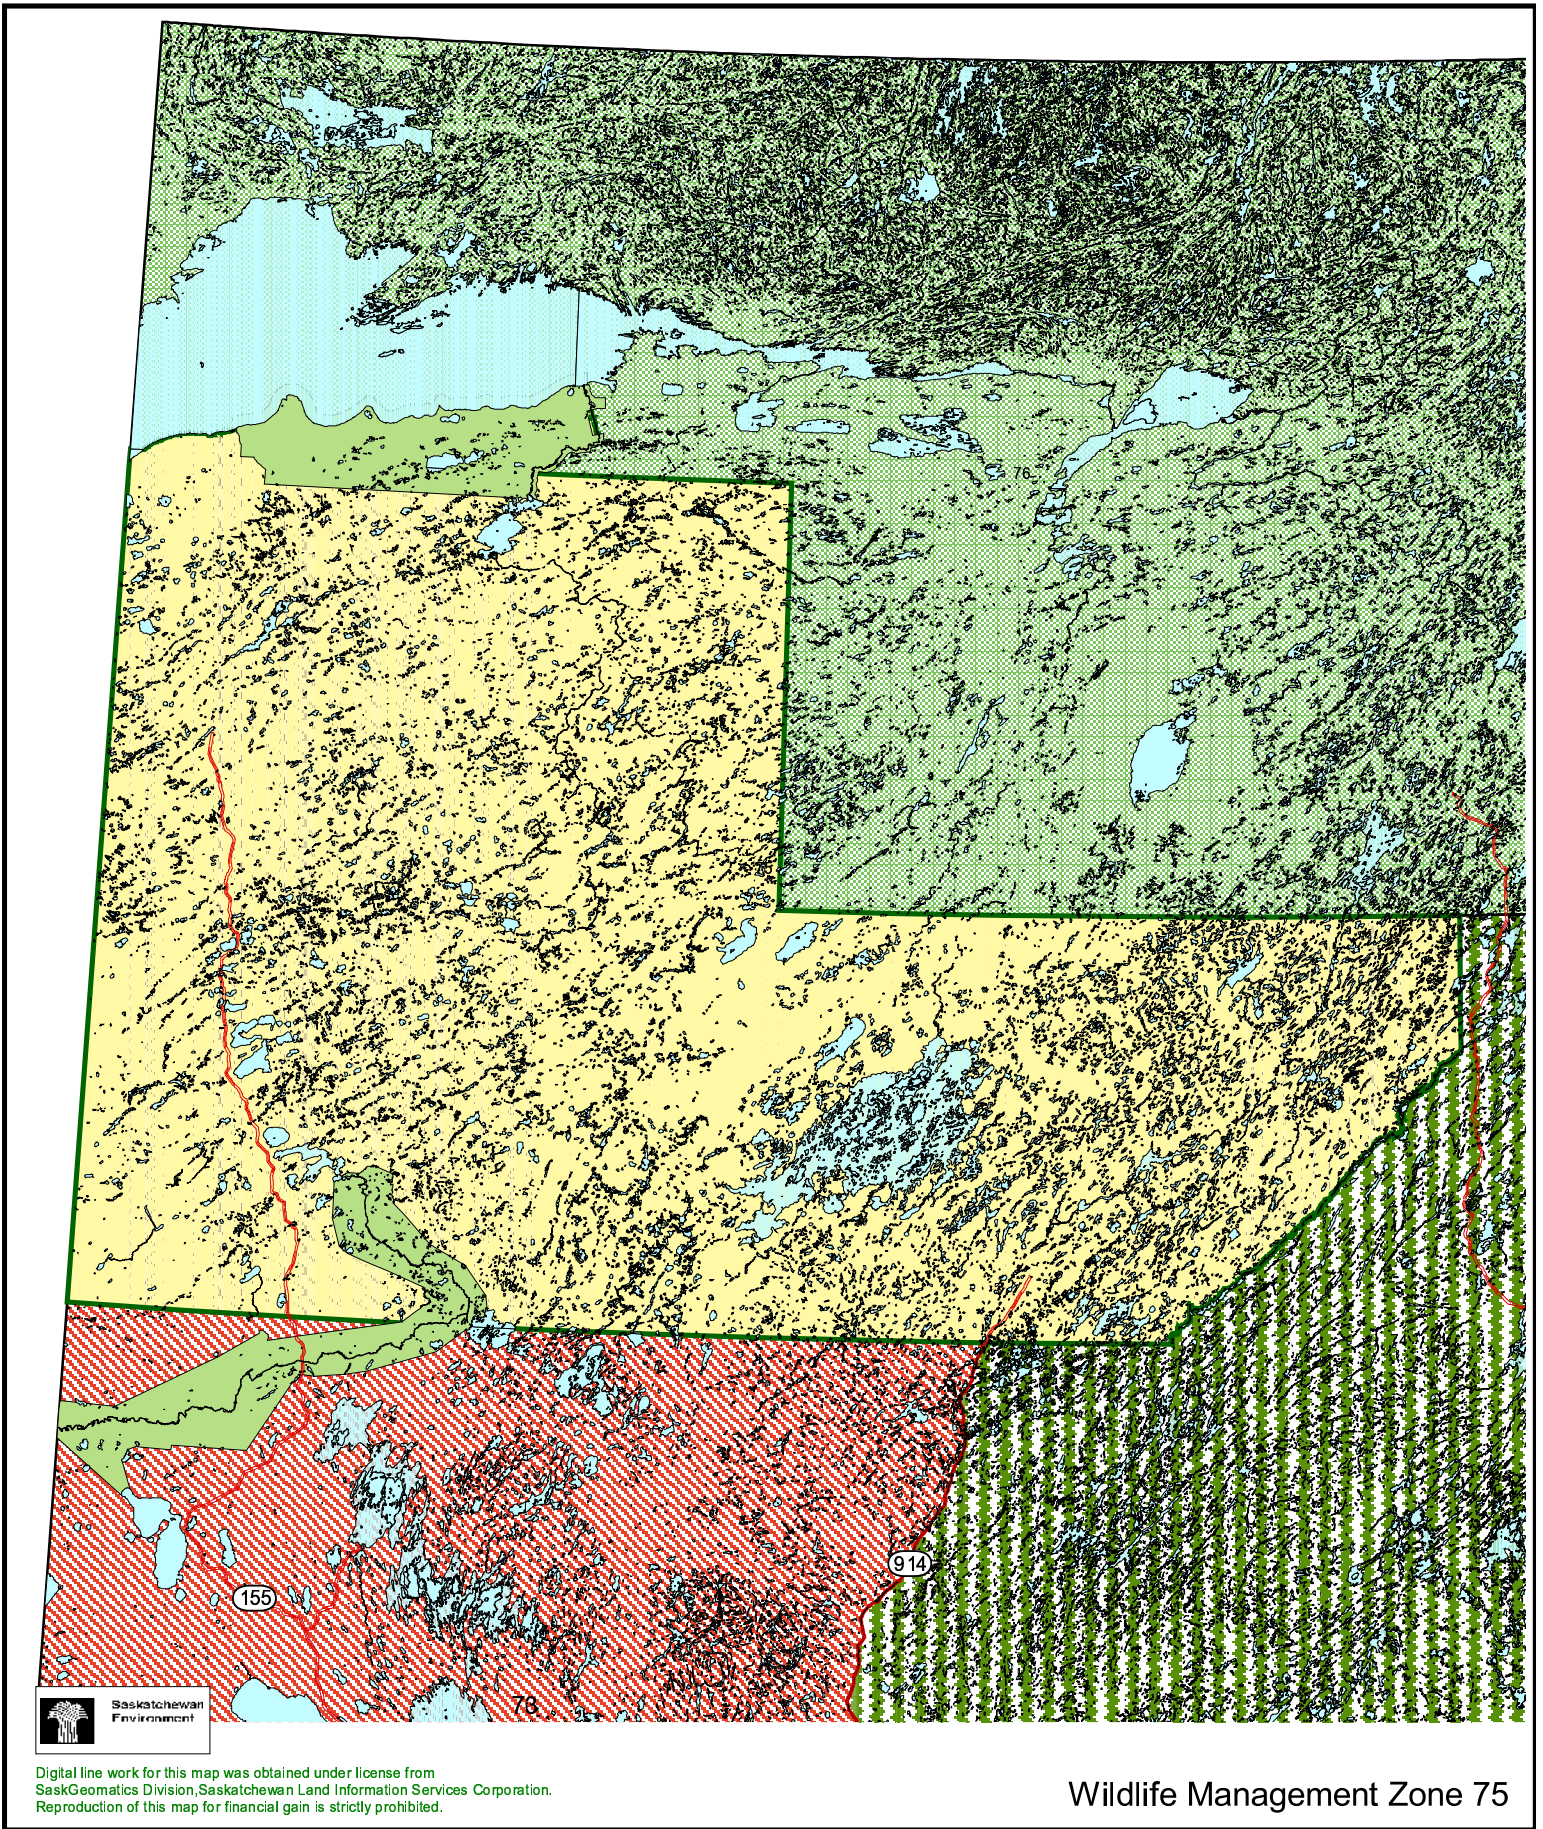 76
914
155
73
Saskatchewan
Environment
Digital line work for this map was obtained under license from
SaskGeomatics Division,Saskatchewan Land Information Services Corporation.
Reproduction of this map for financial gain is strictly prohibited.
Wildlife Management Zone 75